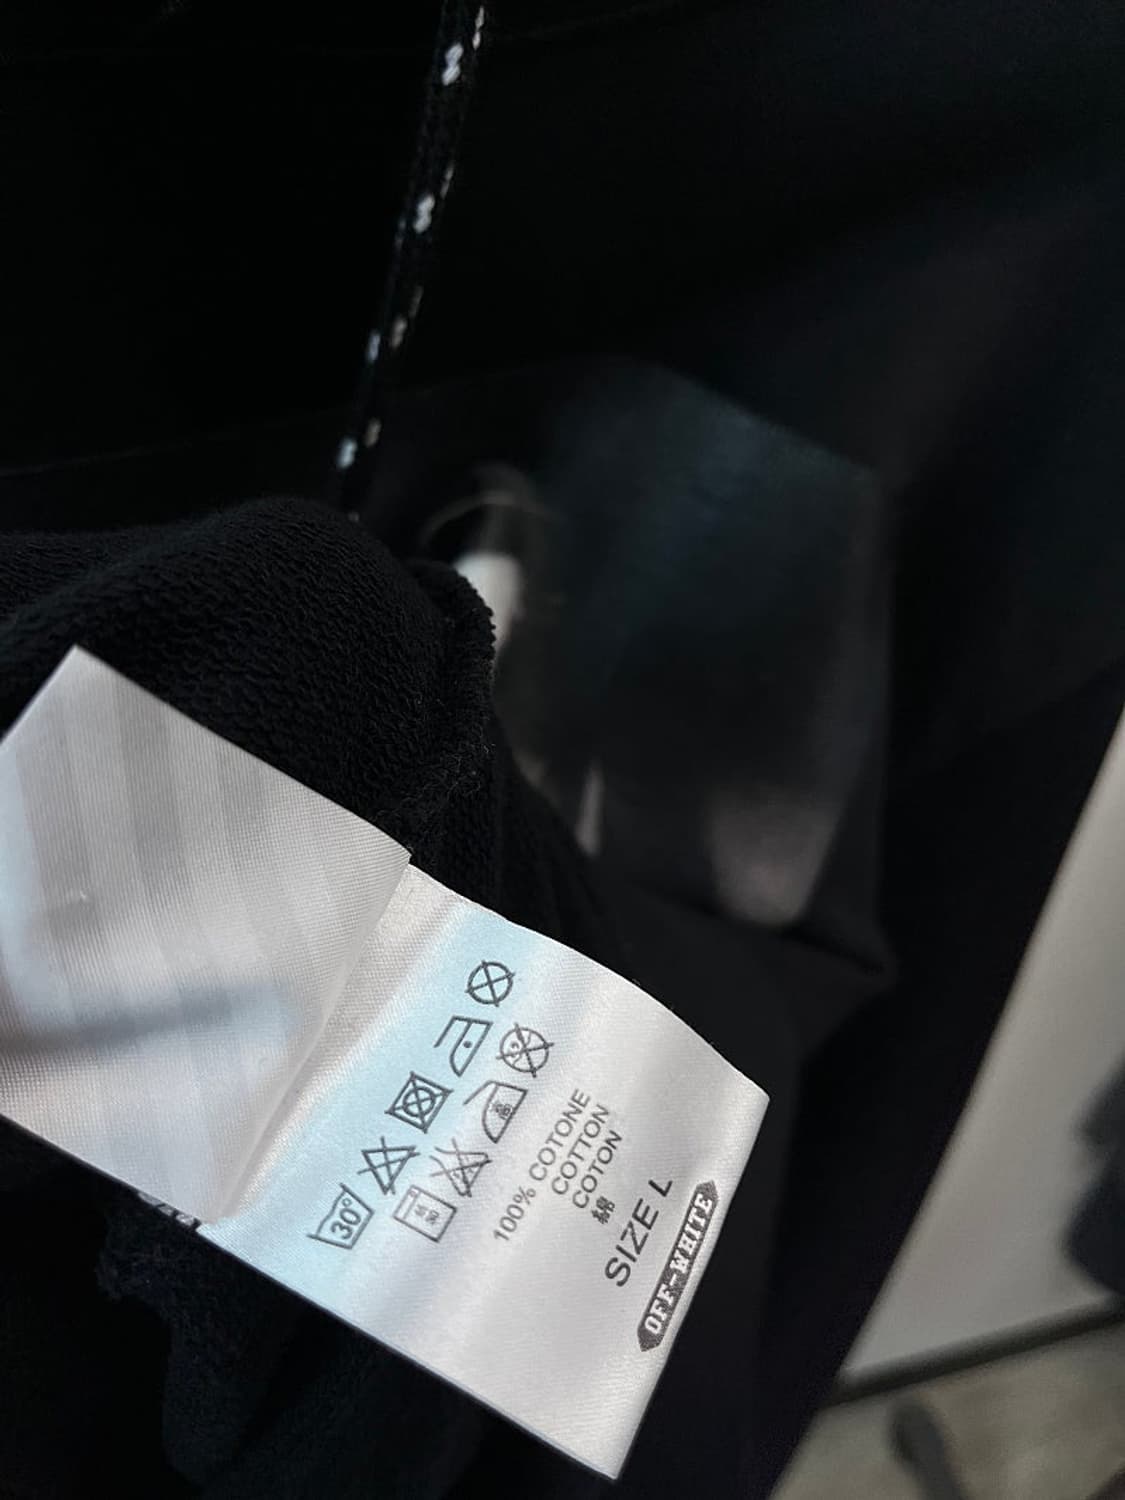 30°
100% COTONE
COTTON
COTON
綿
SIZE L
OFF-WHITE